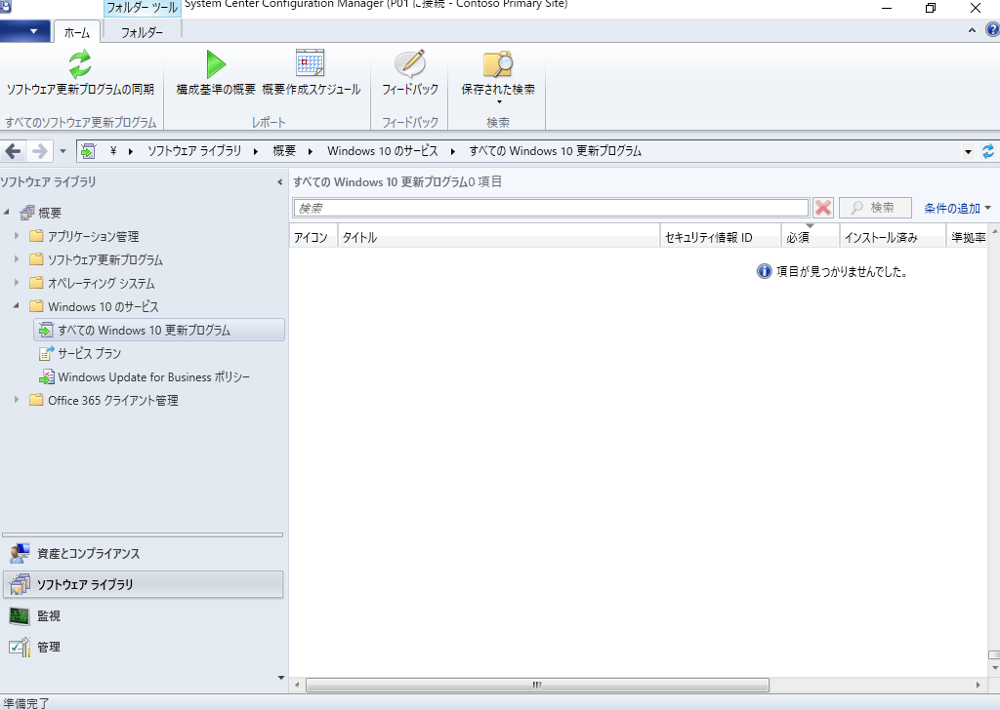 フォルダー ツール
System Center Configuration Manager (P01 に接続 - Contoso Primary Site)
ホーム
フォルダー
ソフトウェア更新プログラムの同期
構成基準の概要
概要作成スケジュール
フィードバック
保存された検索
すべてのソフトウェア更新プログラム
レポート
フィードバック
検索
¥ ソフトウェア ライブラリ 概要 Windows 10 のサービス すべての Windows 10 更新プログラム
ソフトウェア ライブラリ
概要
アプリケーション管理
ソフトウェア更新プログラム
オペレーティング システム
Windows 10 のサービス
すべての Windows 10 更新プログラム
サービス プラン
Windows Update for Business ポリシー
Office 365 クライアント管理
資産とコンプライアンス
ソフトウェア ライブラリ
監視
管理
すべての Windows 10 更新プログラム0 項目
検索
検索
条件の追加
アイコン タイトル セキュリティ情報 ID 必須 インストール済み 準拠率
項目が見つかりませんでした。
準備完了